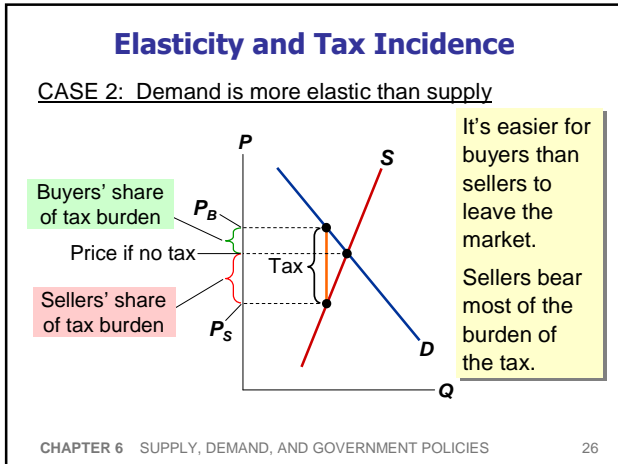 Elasticity and Tax Incidence
CASE 2: Demand is more elastic than supply
P
S
It's easier for
buyers than
sellers to
leave the
market.
Sellers bear
most of the
burden of
the tax.
Buyers' share
of tax burden
P_B
Price if no tax
Tax
Sellers' share
of tax burden
P_S
D
Q
CHAPTER 6 SUPPLY, DEMAND, AND GOVERNMENT POLICIES 26